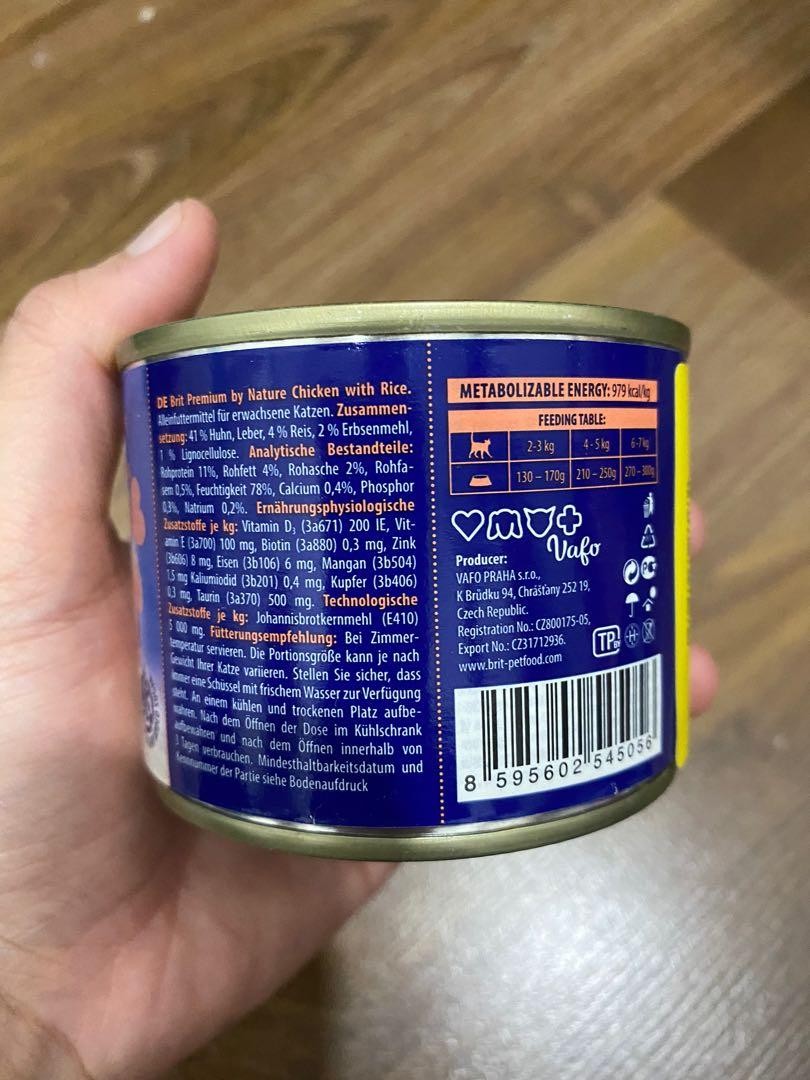 DE Brit Premium by Nature Chicken with Rice.
Alleinfuttermittel für erwachsene Katzen. Zusammen-
setzung: 41 % Huhn, Leber, 4 % Reis, 2 % Erbsenmehl,
1 % Lignocellulose. Analytische Bestandteile:
Rohprotein 11%, Rohfett 4%, Rohasche 2%, Rohfa-
sern 0,5%, Feuchtigkeit 78%, Calcium 0,4%, Phosphor
0,3%, Natrium 0,2%. Ernährungsphysiologische
Zusatzstoffe je kg: Vitamin D₃ (3a671) 200 IE, Vit-
amin E (3a700) 100 mg, Biotin (3a880) 0,3 mg, Zink
(3b606) 8 mg, Eisen (3b106) 6 mg, Mangan (3b504)
1,5 mg Kaliumiodid (3b201) 0,4 mg, Kupfer (3b406)
0,3 mg, Taurin (3a370) 500 mg. Technologische
Zusatzstoffe je kg: Johannisbrotkernmehl (E410)
5 000 mg. Fütterungsempfehlung: Bei Zimmer-
temperatur servieren. Die Portionsgröße kann je nach
Gewicht Ihrer Katze variieren. Stellen Sie sicher, dass
immer eine Schüssel mit frischem Wasser zur Verfügung
steht. An einem kühlen und trockenen Platz aufbe-
wahren. Nach dem Öffnen der Dose im Kühlschrank
aufbewahren und nach dem Öffnen innerhalb von
3 Tagen verbrauchen. Mindesthaltbarkeitsdatum und
Kennnummer der Partie siehe Bodenaufdruck
METABOLIZABLE ENERGY: 979 kcal/kg
FEEDING TABLE:
2-3 kg 4 - 5 kg 6 -7 kg
130 – 170g 210 – 250g 270 – 300g
Vafo
Producer:
VAFO PRAHA s.r.o.,
K Brůdku 94, Chrášťany 252 19,
Czech Republic.
Registration No.: CZ800175-05,
Export No.: CZ31712936.
www.brit-petfood.com
TP
8 595602 545056